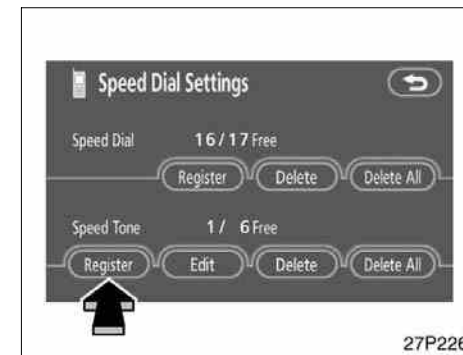 Speed Dial Settings
Speed Dial 16/17 Free
Register Delete Delete All
Speed Tone 1/ 6 Free
Register Edit Delete Delete All
27P226